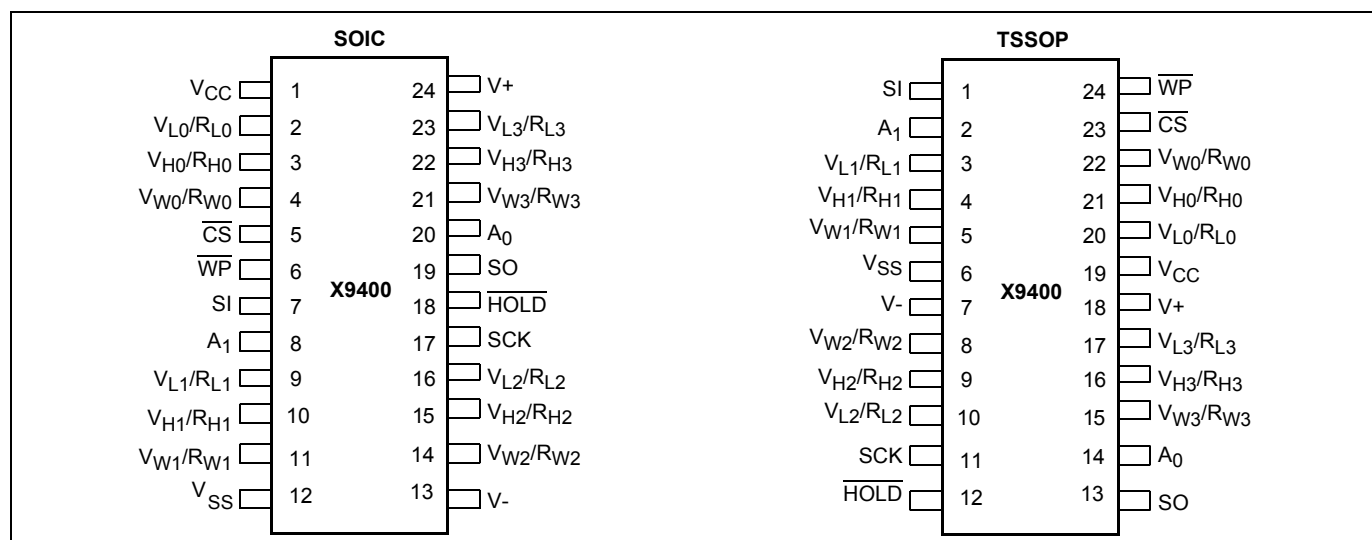 SOIC
V_CC 1 24 V+
V_L0/R_L0 2 23 V_L3/R_L3
V_H0/R_H0 3 22 V_H3/R_H3
V_W0/R_W0 4 21 V_W3/R_W3
C̅S̅ 5 20 A_0
W̅P̅ 6 19 SO
X9400
SI 7 18 H̅O̅L̅D̅
A_1 8 17 SCK
V_L1/R_L1 9 16 V_L2/R_L2
V_H1/R_H1 10 15 V_H2/R_H2
V_W1/R_W1 11 14 V_W2/R_W2
V_SS 12 13 V-
TSSOP
SI 1 24 W̅P̅
A_1 2 23 C̅S̅
V_L1/R_L1 3 22 V_W0/R_W0
V_H1/R_H1 4 21 V_H0/R_H0
V_W1/R_W1 5 20 V_L0/R_L0
V_SS 6 19 V_CC
X9400
V- 7 18 V+
V_W2/R_W2 8 17 V_L3/R_L3
V_H2/R_H2 9 16 V_H3/R_H3
V_L2/R_L2 10 15 V_W3/R_W3
SCK 11 14 A_0
H̅O̅L̅D̅ 12 13 SO